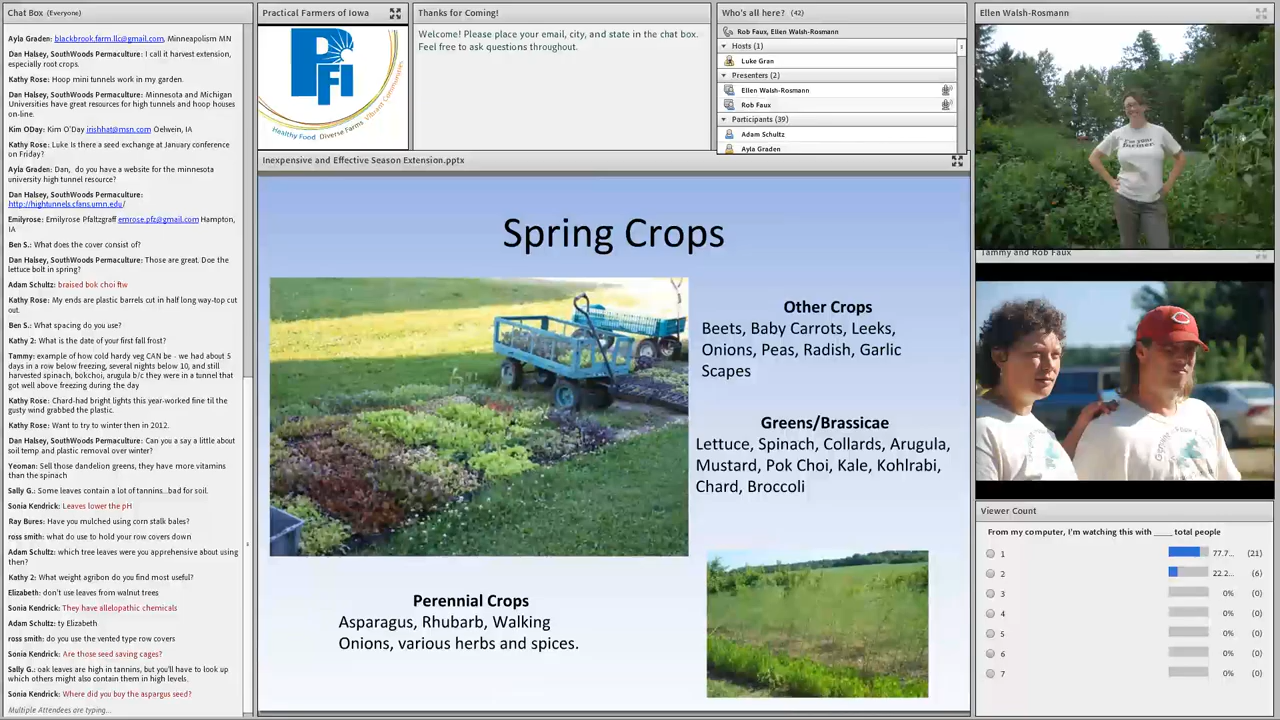 Chat Box (Everyone)
Ayla Graden: blackbrook.farm.llc@gmail.com, Minneapolism MN
Dan Halsey, SouthWoods Permaculture: I call it harvest extension,
especially root crops.
Kathy Rose: Hoop mini tunnels work in my garden.
Dan Halsey, SouthWoods Permaculture: Minnesota and Michigan
Universities have great resources for high tunnels and hoop houses
on-line.
Kim ODay: Kim O'Day irishhat@msn.com Oelwein, IA
Kathy Rose: Luke Is there a seed exchange at January conference
on Friday?
Ayla Graden: Dan, do you have a website for the minnesota
university high tunnel resource?
Dan Halsey, SouthWoods Permaculture:
http://hightunnels.cfans.umn.edu/
Emilyrose: Emilyrose Pfaltzgraff emrose.pfz@gmail.com Hampton,
IA
Ben S.: What does the cover consist of?
Dan Halsey, SouthWoods Permaculture: Those are great. Doe the
lettuce bolt in spring?
Adam Schultz: braised bok choi ftw
Kathy Rose: My ends are plastic barrels cut in half long way-top cut
out.
Ben S.: What spacing do you use?
Kathy 2: What is the date of your first fall frost?
Tammy: example of how cold hardy veg CAN be - we had about 5
days in a row below freezing, several nights below 10, and still
harvested spinach, bokchoi, arugula b/c they were in a tunnel that
got well above freezing during the day
Kathy Rose: Chard-had bright lights this year-worked fine til the
gusty wind grabbed the plastic.
Kathy Rose: Want to try to winter then in 2012.
Dan Halsey, SouthWoods Permaculture: Can you a say a little about
soil temp and plastic removal over winter?
Yeoman: Sell those dandelion greens, they have more vitamins
than the spinach
Sally G.: Some leaves contain a lot of tannins...bad for soil.
Sonia Kendrick: Leaves lower the pH
Ray Bures: Have you mulched using corn stalk bales?
ross smith: what do use to hold your row covers down
Adam Schultz: which tree leaves were you apprehensive about using
then?
Kathy 2: What weight agribon do you find most useful?
Elizabeth: don't use leaves from walnut trees
Sonia Kendrick: They have allelopathic chemicals
Adam Schultz: ty Elizabeth
ross smith: do you use the vented type row covers
Sonia Kendrick: Are those seed saving cages?
Sally G.: oak leaves are high in tannins, but you'll have to look up
which others might also contain them in high levels.
Sonia Kendrick: Where did you buy the aspargus seed?
Multiple Attendees are typing...
Practical Farmers of Iowa
PFi
Healthy Food, Diverse Farms, Vibrant Communities
Thanks for Coming!
Welcome! Please place your email, city, and state in the chat box.
Feel free to ask questions throughout.
Who's all here? (42)
Rob Faux, Ellen Walsh-Rosmann
Hosts (1)
Luke Gran
Presenters (2)
Ellen Walsh-Rosmann
Rob Faux
Participants (39)
Adam Schultz
Ayla Graden
Inexpensive and Effective Season Extension.pptx
Spring Crops
Other Crops
Beets, Baby Carrots, Leeks,
Onions, Peas, Radish, Garlic
Scapes
Greens/Brassicae
Lettuce, Spinach, Collards, Arugula,
Mustard, Pok Choi, Kale, Kohlrabi,
Chard, Broccoli
Perennial Crops
Asparagus, Rhubarb, Walking
Onions, various herbs and spices.
Ellen Walsh-Rosmann
Tammy and Rob Faux
Viewer Count
From my computer, I'm watching this with ____ total people
1 77.7... (21)
2 22.2... (6)
3 0% (0)
4 0% (0)
5 0% (0)
6 0% (0)
7 0% (0)